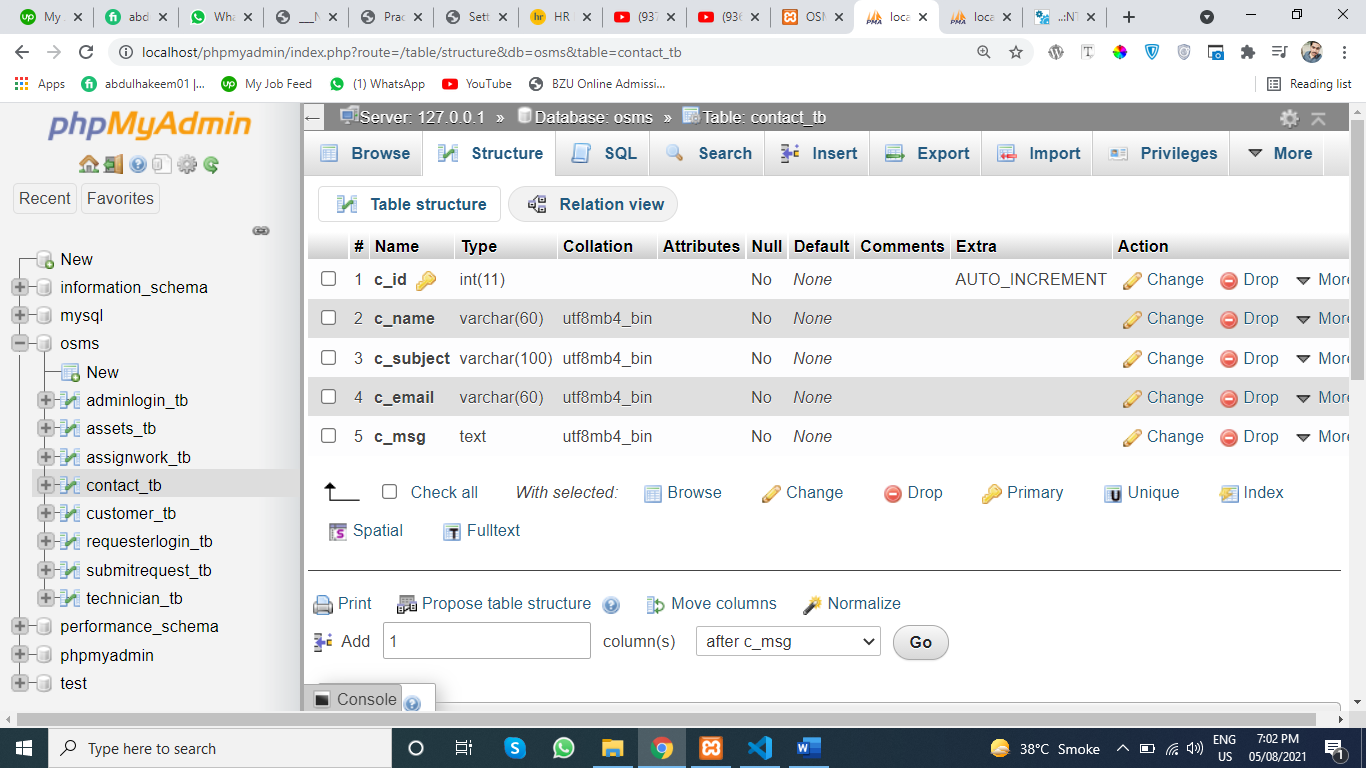 My
abd
Wha
Prac
Sett
hr
HR
(937
(936
OSM
loca
loca
localhost/phpmyadmin/index.php?route=/table/structure&db=osms&table=contact_tb
Apps
abdulhakeem01 |...
My Job Feed
(1) WhatsApp
YouTube
BZU Online Admissi...
Reading list
phpMyAdmin
Recent
Favorites
New
information_schema
mysql
osms
New
adminlogin_tb
assets_tb
assignwork_tb
contact_tb
customer_tb
requesterlogin_tb
submitrequest_tb
technician_tb
performance_schema
phpmyadmin
test
Server: 127.0.0.1 » Database: osms » Table: contact_tb
Browse Structure SQL Search Insert Export Import Privileges More
Table structure Relation view
# Name Type Collation Attributes Null Default Comments Extra Action
1 c_id int(11) No None AUTO_INCREMENT Change Drop More
2 c_name varchar(60) utf8mb4_bin No None Change Drop More
3 c_subject varchar(100) utf8mb4_bin No None Change Drop More
4 c_email varchar(60) utf8mb4_bin No None Change Drop More
5 c_msg text utf8mb4_bin No None Change Drop More
Check all With selected: Browse Change Drop Primary Unique Index
Spatial Fulltext
Print Propose table structure Move columns Normalize
Add 1 column(s) after c_msg Go
Console
Type here to search
38°C Smoke
ENG
US
7:02 PM
05/08/2021
1